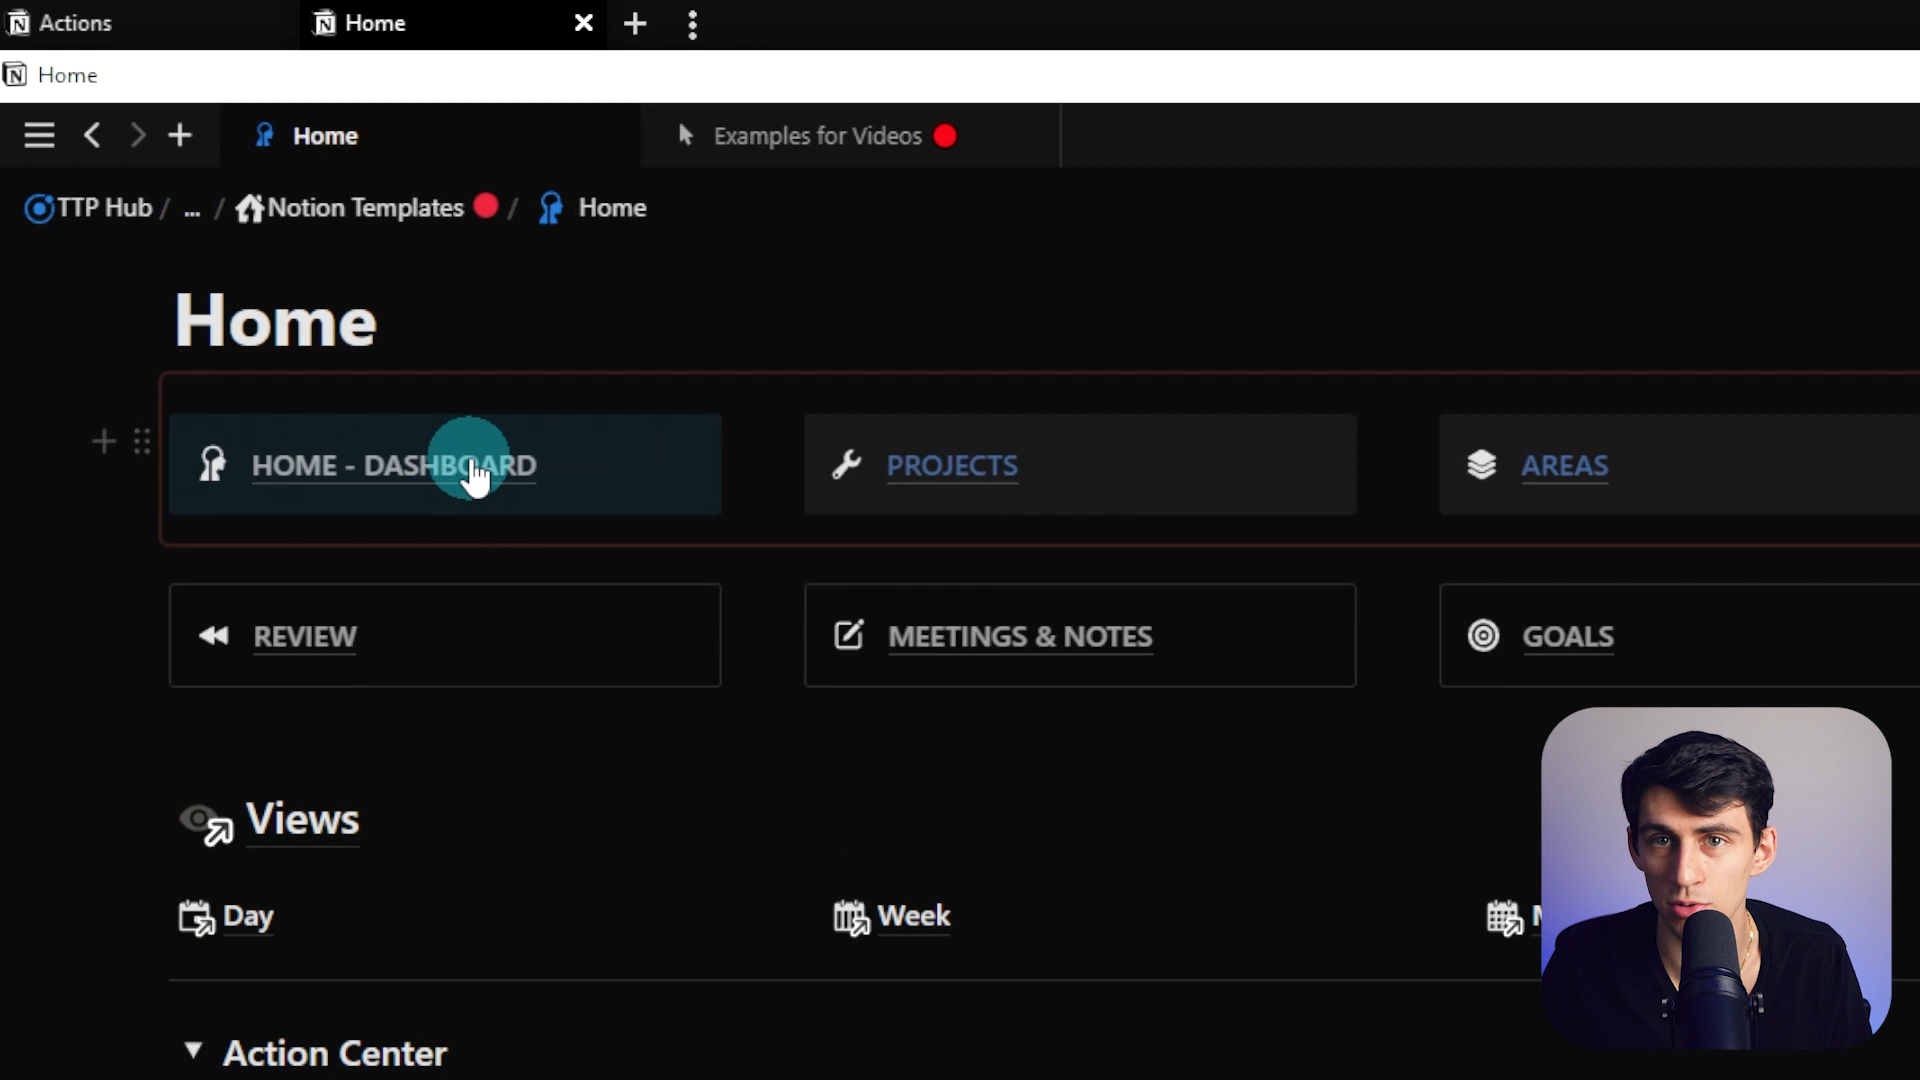 Actions
Home
Home
Home
Examples for Videos
TTP Hub / ... / Notion Templates / Home
Home
HOME - DASHBOARD
PROJECTS
AREAS
REVIEW
MEETINGS & NOTES
GOALS
Views
Day
Week
Action Center